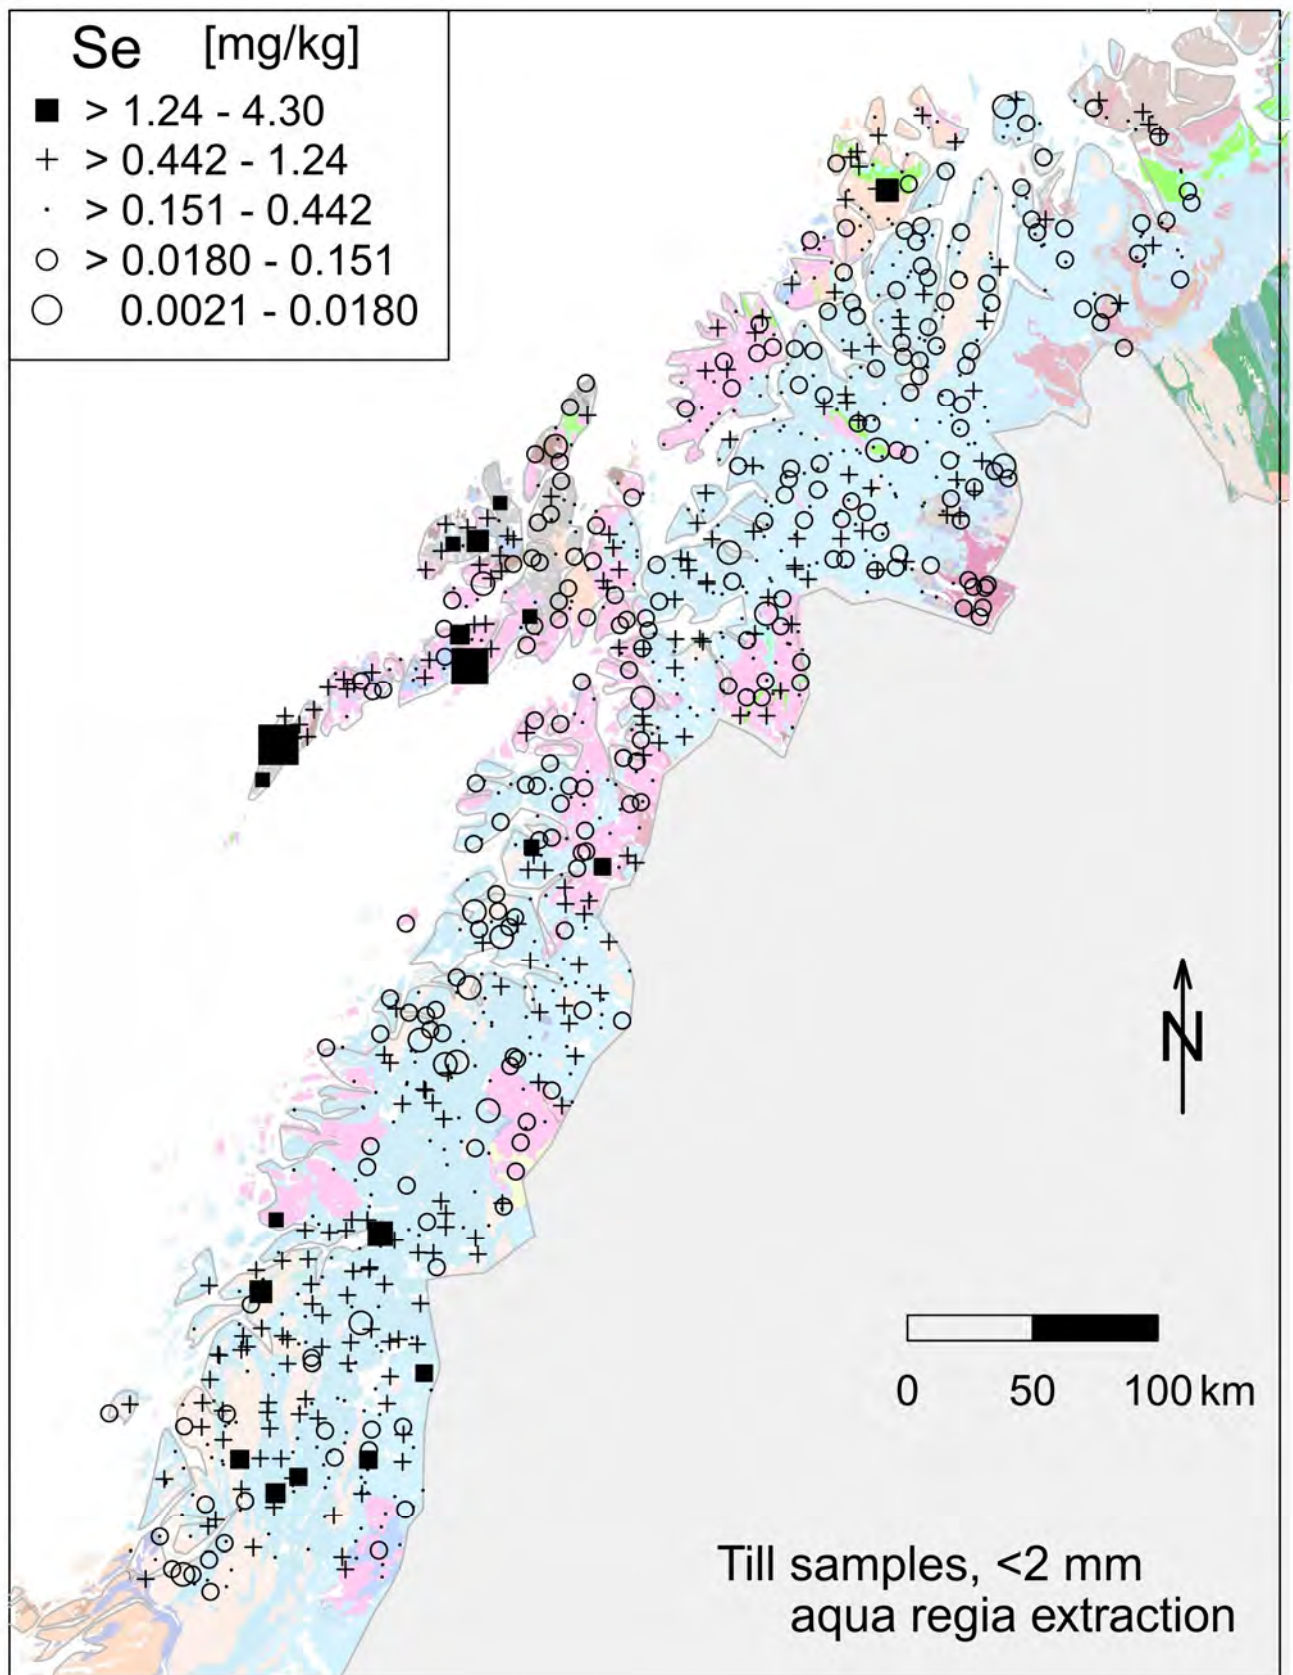 Se [mg/kg]
> 1.24 - 4.30
> 0.442 - 1.24
> 0.151 - 0.442
> 0.0180 - 0.151
0.0021 - 0.0180
N
0 50 100 km
Till samples, <2 mm
aqua regia extraction